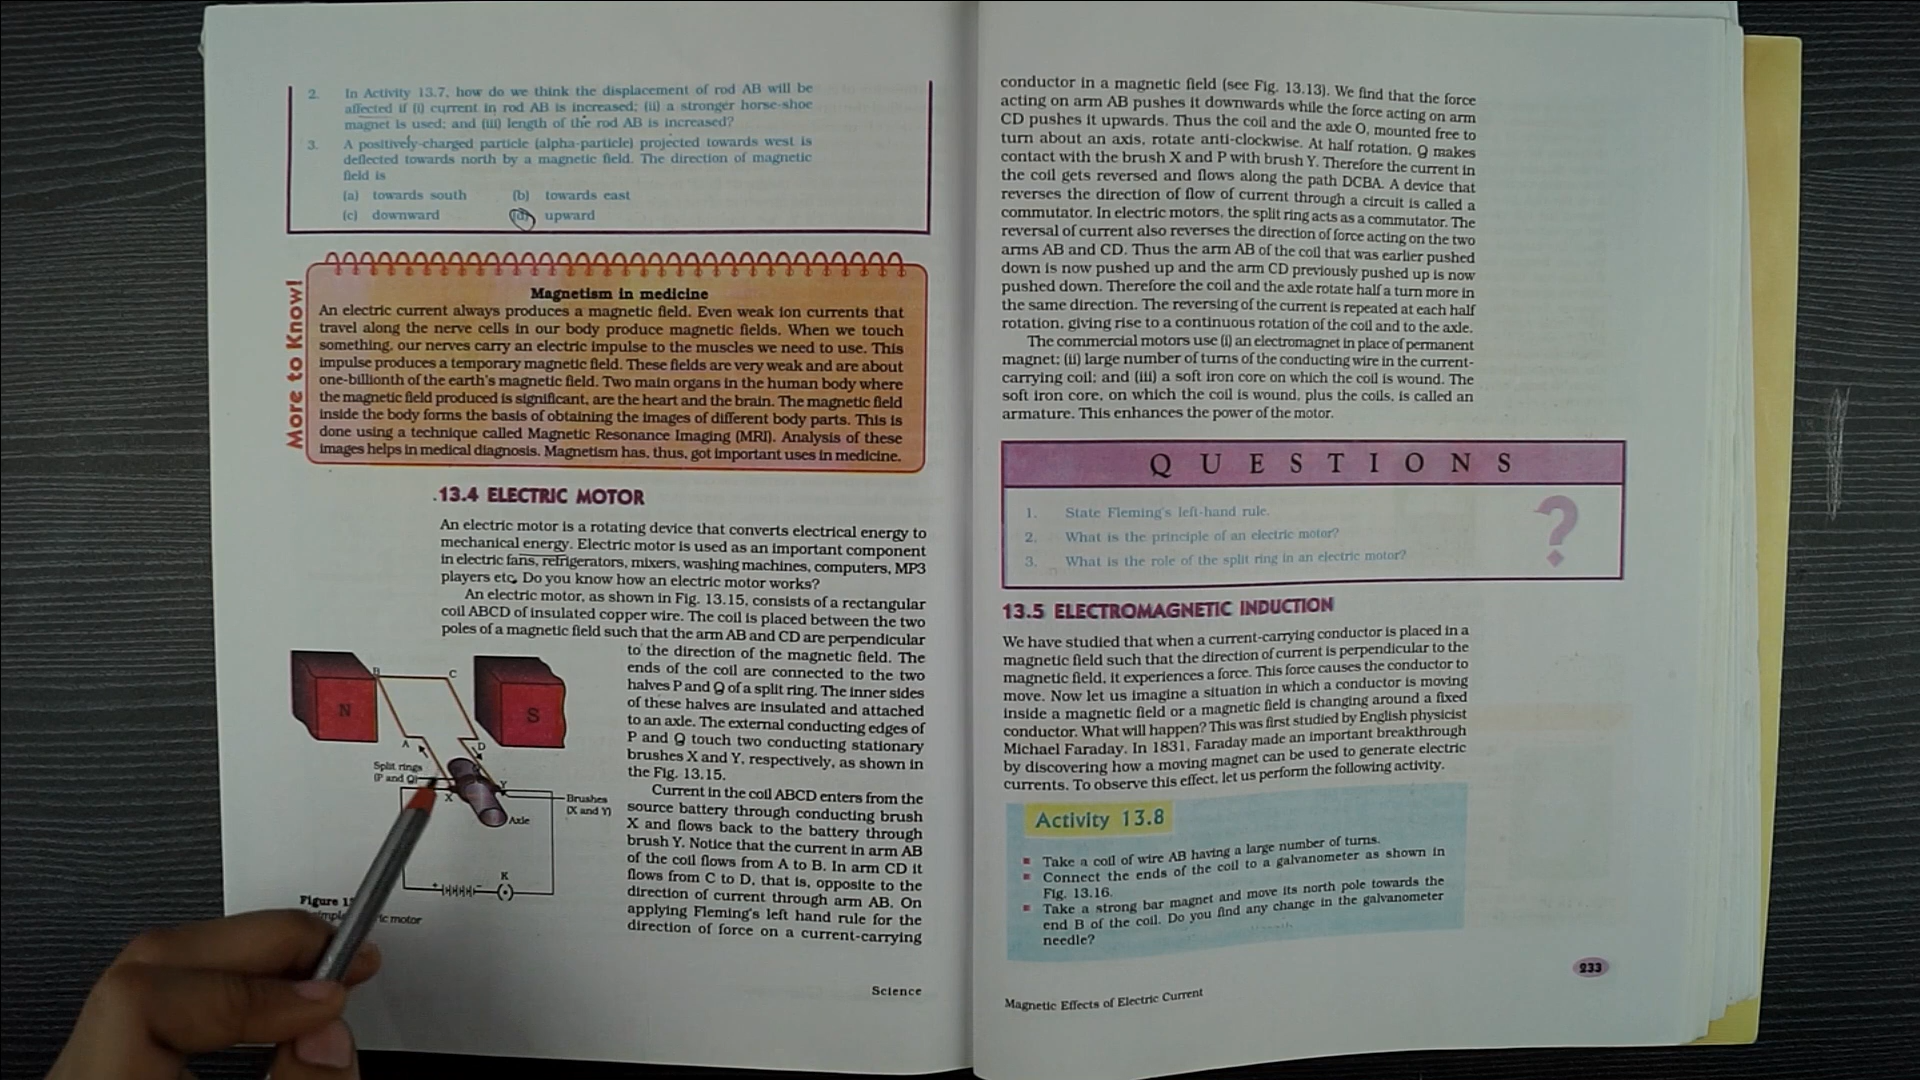 2. In Activity 13.7, how do we think the displacement of rod AB will be
affected if (i) current in rod AB is increased; (ii) a stronger horse-shoe
magnet is used; and (iii) length of the rod AB is increased?
3. A positively-charged particle (alpha-particle) projected towards west is
deflected towards north by a magnetic field. The direction of magnetic
field is
(a) towards south (b) towards east
(c) downward (d) upward
More to Know!
Magnetism in medicine
An electric current always produces a magnetic field. Even weak ion currents that
travel along the nerve cells in our body produce magnetic fields. When we touch
something, our nerves carry an electric impulse to the muscles we need to use. This
impulse produces a temporary magnetic field. These fields are very weak and are about
one-billionth of the earth's magnetic field. Two main organs in the human body where
the magnetic field produced is significant, are the heart and the brain. The magnetic field
inside the body forms the basis of obtaining the images of different body parts. This is
done using a technique called Magnetic Resonance Imaging (MRI). Analysis of these
images helps in medical diagnosis. Magnetism has, thus, got important uses in medicine.
13.4 ELECTRIC MOTOR
An electric motor is a rotating device that converts electrical energy to
mechanical energy. Electric motor is used as an important component
in electric fans, refrigerators, mixers, washing machines, computers, MP3
players etc. Do you know how an electric motor works?
An electric motor, as shown in Fig. 13.15, consists of a rectangular
coil ABCD of insulated copper wire. The coil is placed between the two
poles of a magnetic field such that the arm AB and CD are perpendicular
to the direction of the magnetic field. The
ends of the coil are connected to the two
halves P and Q of a split ring. The inner sides
of these halves are insulated and attached
to an axle. The external conducting edges of
P and Q touch two conducting stationary
brushes X and Y, respectively, as shown in
the Fig. 13.15.
Current in the coil ABCD enters from the
source battery through conducting brush
X and flows back to the battery through
brush Y. Notice that the current in arm AB
of the coil flows from A to B. In arm CD it
flows from C to D, that is, opposite to the
direction of current through arm AB. On
applying Fleming's left hand rule for the
direction of force on a current-carrying
B
C
N
S
A
D
Split rings
(P and Q)
X
Y
Brushes
(X and Y)
Axle
K
+ -
Figure
motor
Science
conductor in a magnetic field (see Fig. 13.13). We find that the force
acting on arm AB pushes it downwards while the force acting on arm
CD pushes it upwards. Thus the coil and the axle O, mounted free to
turn about an axis, rotate anti-clockwise. At half rotation, Q makes
contact with the brush X and P with brush Y. Therefore the current in
the coil gets reversed and flows along the path DCBA. A device that
reverses the direction of flow of current through a circuit is called a
commutator. In electric motors, the split ring acts as a commutator. The
reversal of current also reverses the direction of force acting on the two
arms AB and CD. Thus the arm AB of the coil that was earlier pushed
down is now pushed up and the arm CD previously pushed up is now
pushed down. Therefore the coil and the axle rotate half a turn more in
the same direction. The reversing of the current is repeated at each half
rotation, giving rise to a continuous rotation of the coil and to the axle.
The commercial motors use (i) an electromagnet in place of permanent
magnet; (ii) large number of turns of the conducting wire in the current-
carrying coil; and (iii) a soft iron core on which the coil is wound. The
soft iron core, on which the coil is wound, plus the coils, is called an
armature. This enhances the power of the motor.
QUESTIONS
?
1. State Fleming's left-hand rule.
2. What is the principle of an electric motor?
3. What is the role of the split ring in an electric motor?
13.5 ELECTROMAGNETIC INDUCTION
We have studied that when a current-carrying conductor is placed in a
magnetic field such that the direction of current is perpendicular to the
magnetic field, it experiences a force. This force causes the conductor to
move. Now let us imagine a situation in which a conductor is moving
inside a magnetic field or a magnetic field is changing around a fixed
conductor. What will happen? This was first studied by English physicist
Michael Faraday. In 1831, Faraday made an important breakthrough
by discovering how a moving magnet can be used to generate electric
currents. To observe this effect, let us perform the following activity.
Activity 13.8
Take a coil of wire AB having a large number of turns.
Connect the ends of the coil to a galvanometer as shown in
Fig. 13.16.
Take a strong bar magnet and move its north pole towards the
end B of the coil. Do you find any change in the galvanometer
needle?
233
Magnetic Effects of Electric Current